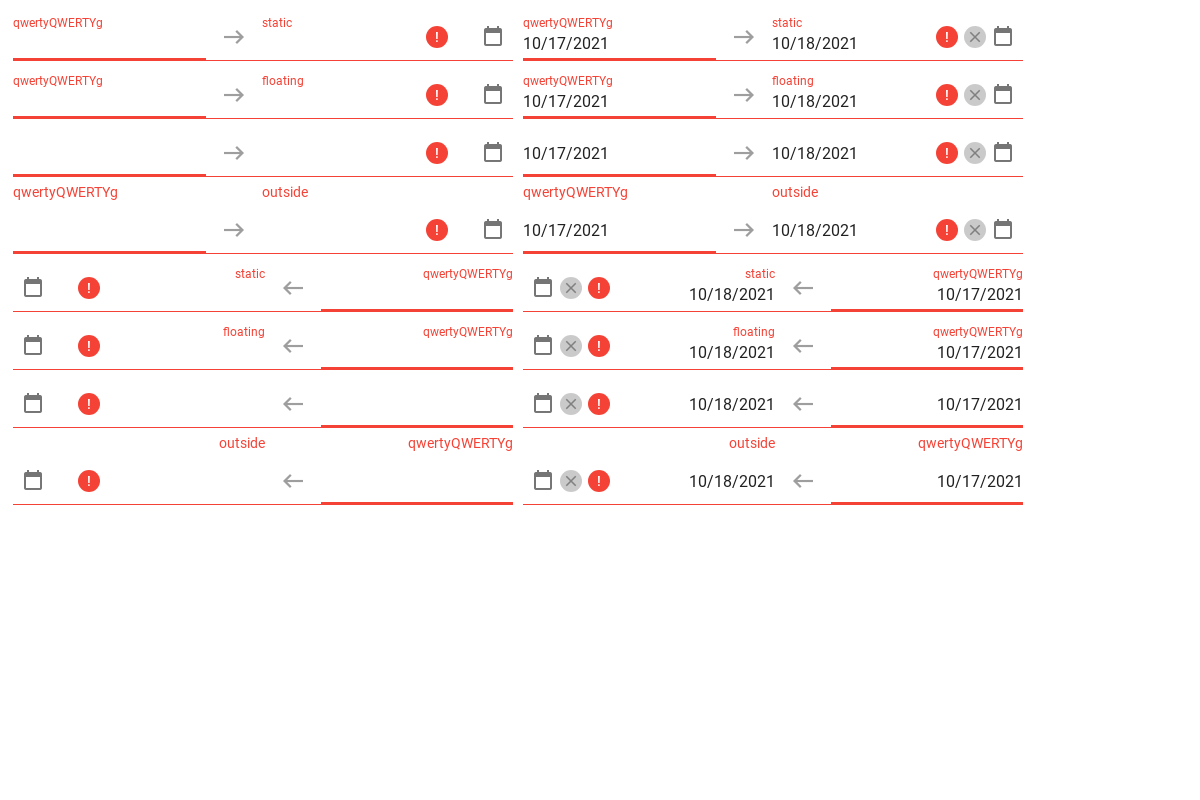 qwertyQWERTYg static qwertyQWERTYg static
10/17/2021 10/18/2021
qwertyQWERTYg floating qwertyQWERTYg floating
10/17/2021 10/18/2021
10/17/2021 10/18/2021
qwertyQWERTYg outside qwertyQWERTYg outside
10/17/2021 10/18/2021
static qwertyQWERTYg static qwertyQWERTYg
10/18/2021 10/17/2021
floating qwertyQWERTYg floating qwertyQWERTYg
10/18/2021 10/17/2021
10/18/2021 10/17/2021
outside qwertyQWERTYg outside qwertyQWERTYg
10/18/2021 10/17/2021